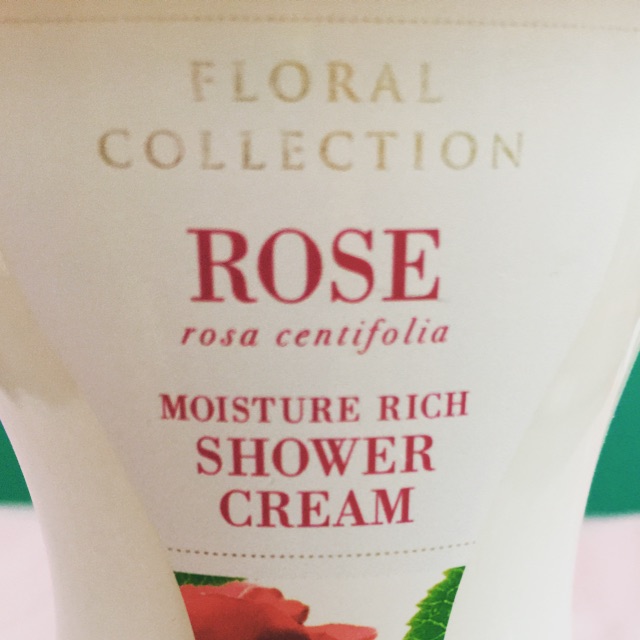 FLORAL
COLLECTION
ROSE
rosa centifolia
MOISTURE RICH
SHOWER
CREAM